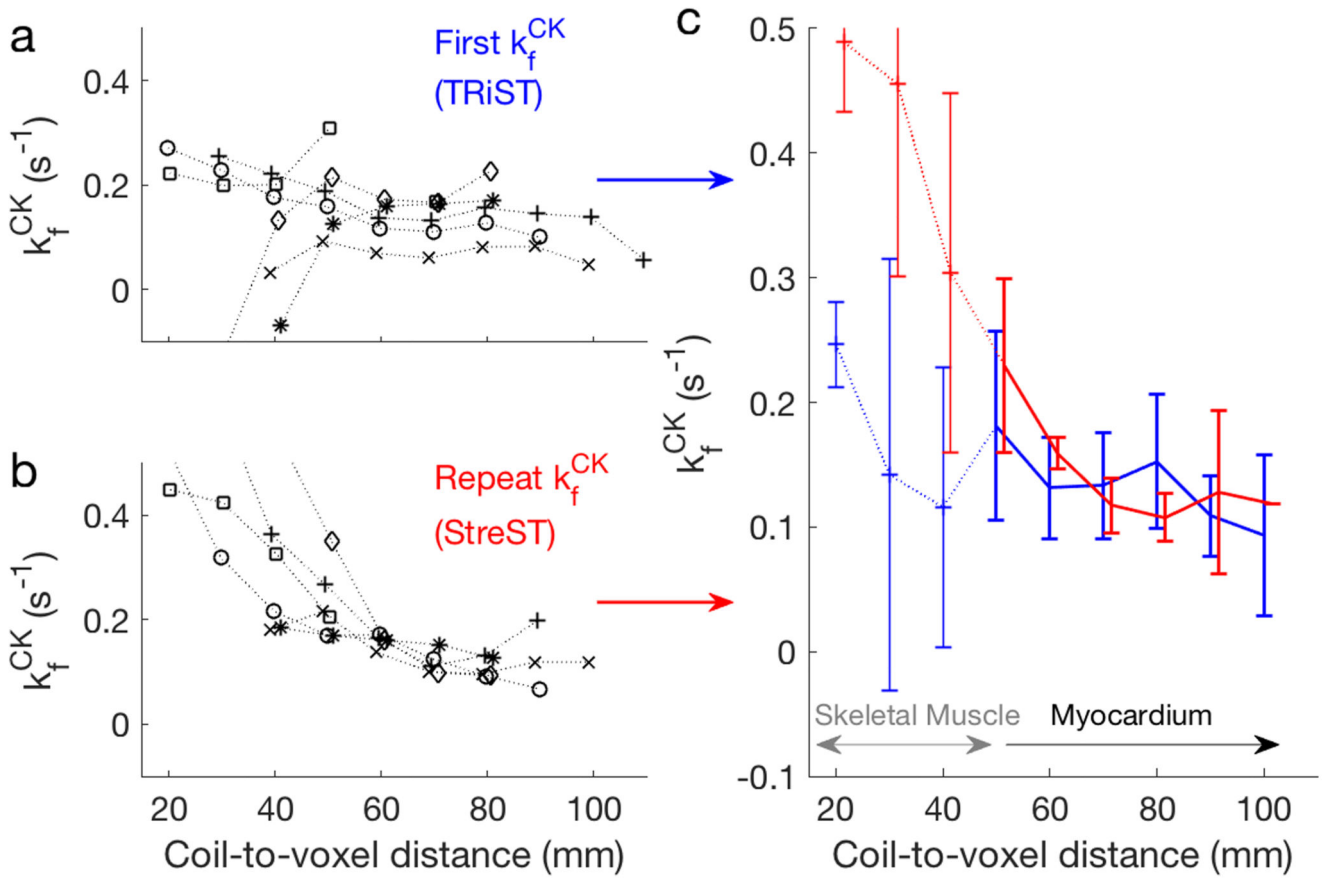 a
First k_f^CK
(TRiST)
k_f^CK (s^-1)
0.4
0.2
0
b
Repeat k_f^CK
(StreST)
k_f^CK (s^-1)
0.4
0.2
0
20 40 60 80 100
Coil-to-voxel distance (mm)
c
k_f^CK (s^-1)
0.5
0.4
0.3
0.2
0.1
0
-0.1
Skeletal Muscle Myocardium
20 40 60 80 100
Coil-to-voxel distance (mm)